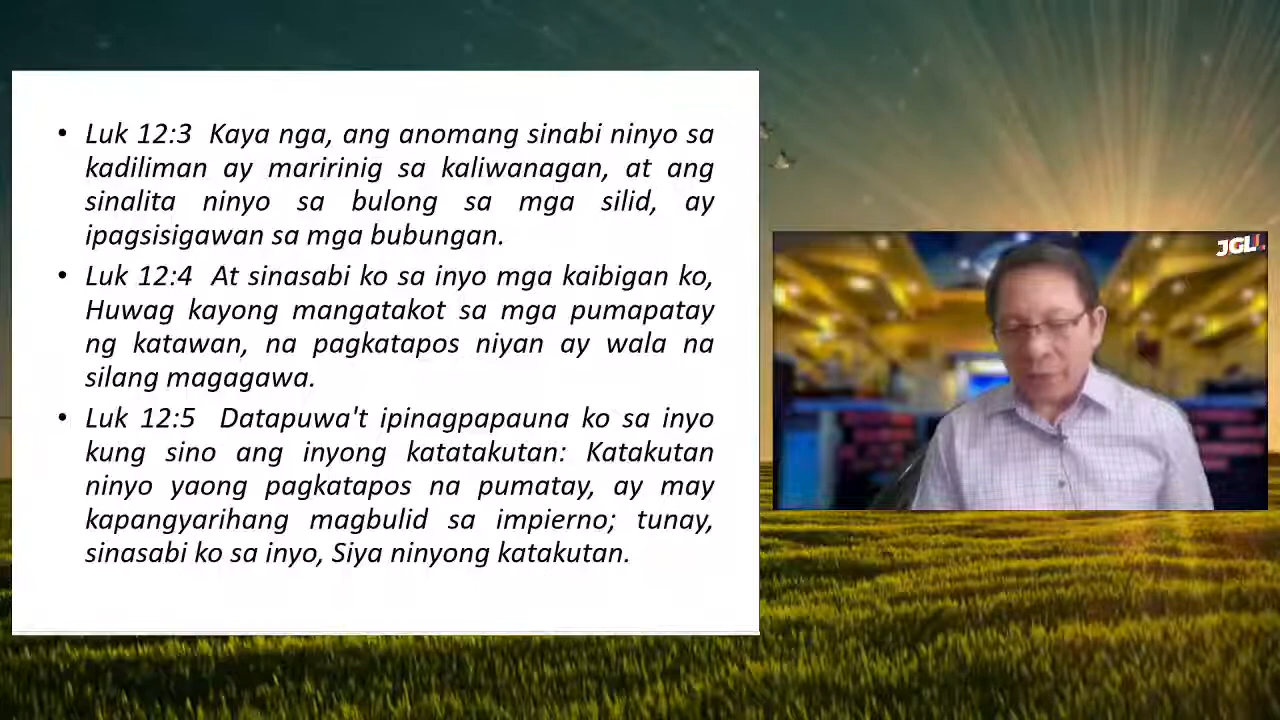 • Luk 12:3 Kaya nga, ang anomang sinabi ninyo sa
kadiliman ay maririnig sa kaliwanagan, at ang
sinalita ninyo sa bulong sa mga silid, ay
ipagsisigawan sa mga bubungan.
• Luk 12:4 At sinasabi ko sa inyo mga kaibigan ko,
Huwag kayong mangatakot sa mga pumapatay
ng katawan, na pagkatapos niyan ay wala na
silang magagawa.
• Luk 12:5 Datapuwa't ipinagpapauna ko sa inyo
kung sino ang inyong katatakutan: Katakutan
ninyo yaong pagkatapos na pumatay, ay may
kapangyarihang magbulid sa impierno; tunay,
sinasabi ko sa inyo, Siya ninyong katakutan.